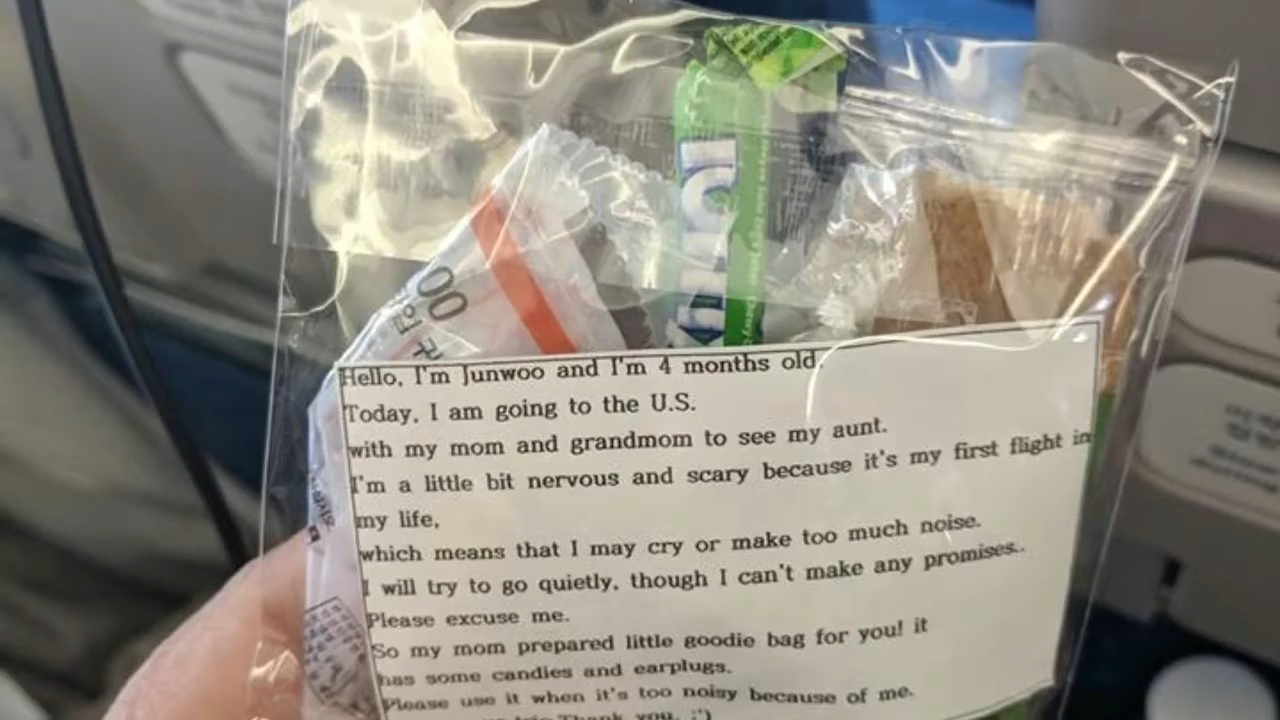 Hello, I'm Junwoo and I'm 4 months old.
Today, I am going to the U.S.
with my mom and grandmom to see my aunt.
I'm a little bit nervous and scary because it's my first flight in
my life,
which means that I may cry or make too much noise.
I will try to go quietly, though I can't make any promises..
Please excuse me.
So my mom prepared little goodie bag for you! it
has some candies and earplugs.
Please use it when it's too noisy because of me.
Thank you. :')